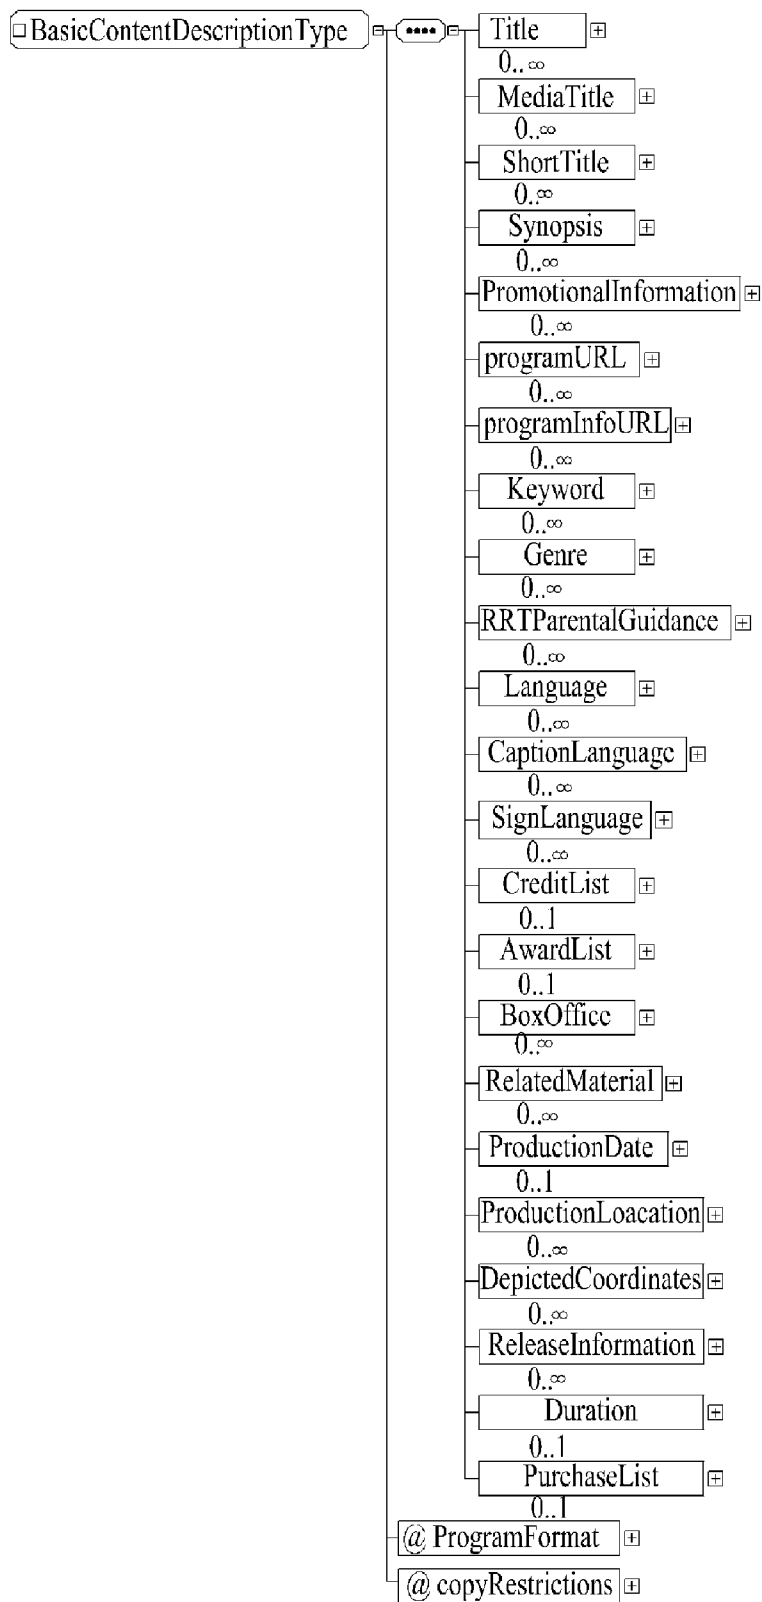 BasicContentDescriptionType
Title
0..∞
MediaTitle
0..∞
ShortTitle
0..∞
Synopsis
0..∞
PromotionalInformation
0..∞
programURL
0..∞
programInfoURL
0..∞
Keyword
0..∞
Genre
0..∞
RRTParentalGuidance
0..∞
Language
0..∞
CaptionLanguage
0..∞
SignLanguage
0..∞
CreditList
0..1
AwardList
0..1
BoxOffice
0..∞
RelatedMaterial
0..∞
ProductionDate
0..1
ProductionLoacation
0..∞
DepictedCoordinates
0..∞
ReleaseInformation
0..∞
Duration
0..1
PurchaseList
0..1
@ ProgramFormat
@ copyRestrictions